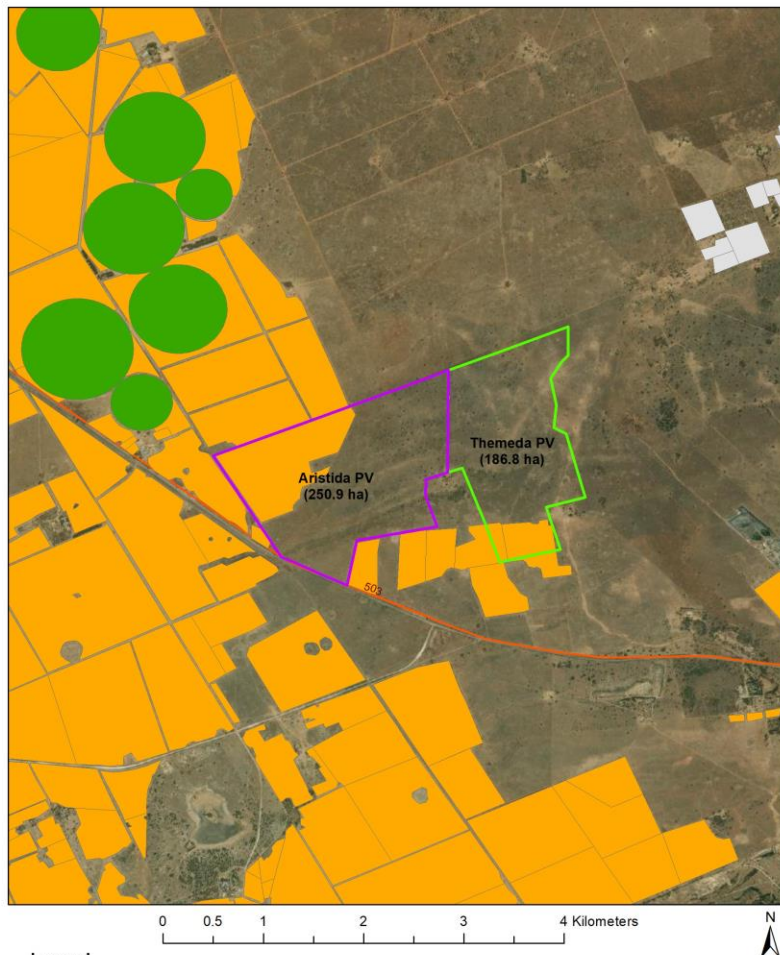 Themeda PV
(186.8 ha)
Aristida PV
(250.9 ha)
503
0 0.5 1 2 3 4 Kilometers
N